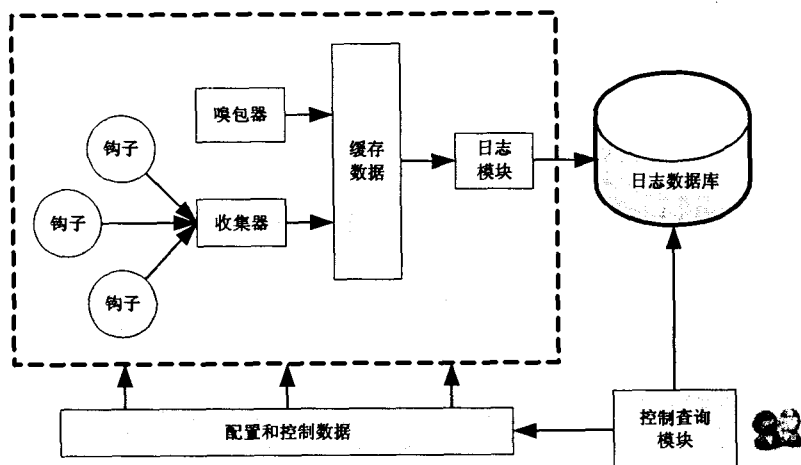 嗅包器
钩子
缓存
数据
日志
模块
日志数据库
钩子
收集器
钩子
配置和控制数据
控制查询
模块